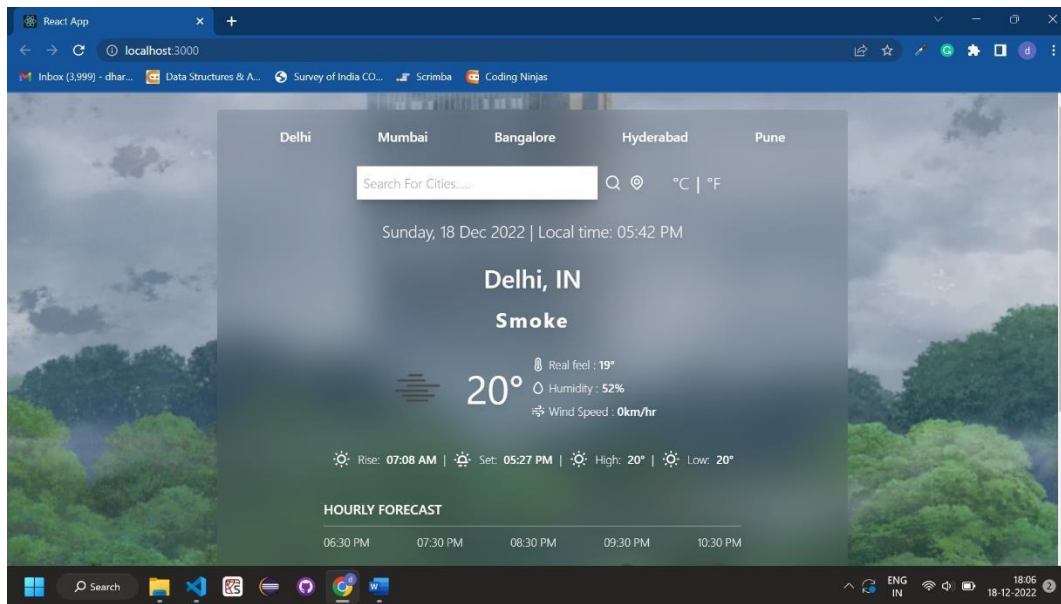 React App
localhost:3000
Inbox (3,999) - dhar... Data Structures & A... Survey of India CO... Scrimba Coding Ninjas
Delhi Mumbai Bangalore Hyderabad Pune
Search For Cities..... °C | °F
Sunday, 18 Dec 2022 | Local time: 05:42 PM
Delhi, IN
Smoke
20°
Real feel : 19°
Humidity : 52%
Wind Speed : 0km/hr
Rise: 07:08 AM | Set: 05:27 PM | High: 20° | Low: 20°
HOURLY FORECAST
06:30 PM 07:30 PM 08:30 PM 09:30 PM 10:30 PM
Search
ENG
IN
18:06
18-12-2022
2